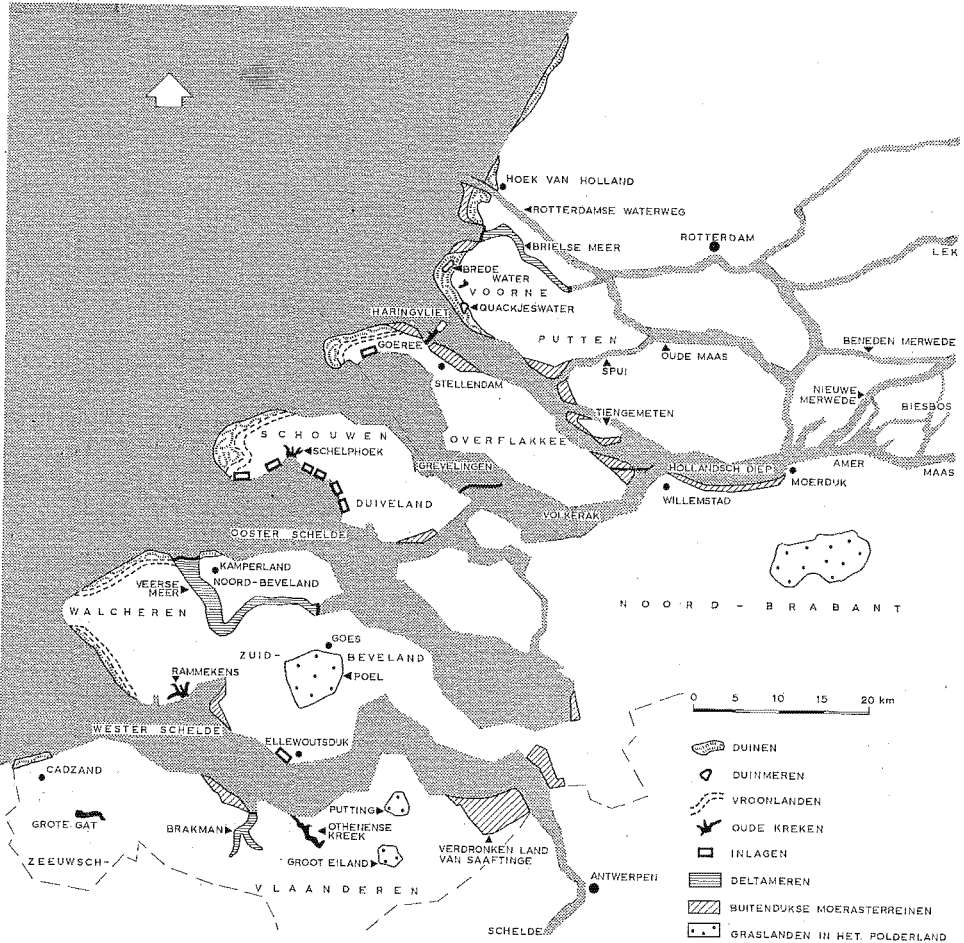 HOEK VAN HOLLAND
ROTTERDAMSE WATERWEG
ROTTERDAM
BRIELSE MEER
LEK
BREDE
WATER
VOORNE
QUACKJESWATER
HARINGVLIET
PUTTEN
GOEREE
OUDE MAAS
BENEDEN MERWEDE
SPUI
STELLENDAM
NIEUWE
MERWEDE
BIESBOS
TIENGEMETEN
SCHOUWEN
OVERFLAKKEE
SCHELPHOEK
GREVELINGEN
HOLLANDSCH DIEP
AMER
MAAS
MOERDIJK
WILLEMSTAD
DUIVELAND
VOLKERAK
OOSTER SCHELDE
KAMPERLAND
NOORD-BEVELAND
VEERSE
MEER
WALCHEREN
NOORD-BRABANT
GOES
ZUID-BEVELAND
POEL
RAMMEKENS
0 5 10 15 20 km
WESTER SCHELDE
ELLEWOUTSDIJK
CADZAND
DUINEN
DUINMEREN
VROONLANDEN
OUDE KREKEN
INLAGEN
DELTAMEREN
BUITENDIJKSE MOERASTERREINEN
GRASLANDEN IN HET POLDERLAND
PUTTING
GROTE GAT
BRAKMAN
OTHENENSE
KREEK
GROOT EILAND
VERDRONKEN LAND
VAN SAAFTINGE
ZEEUWSCH-
VLAANDEREN
ANTWERPEN
SCHELDE